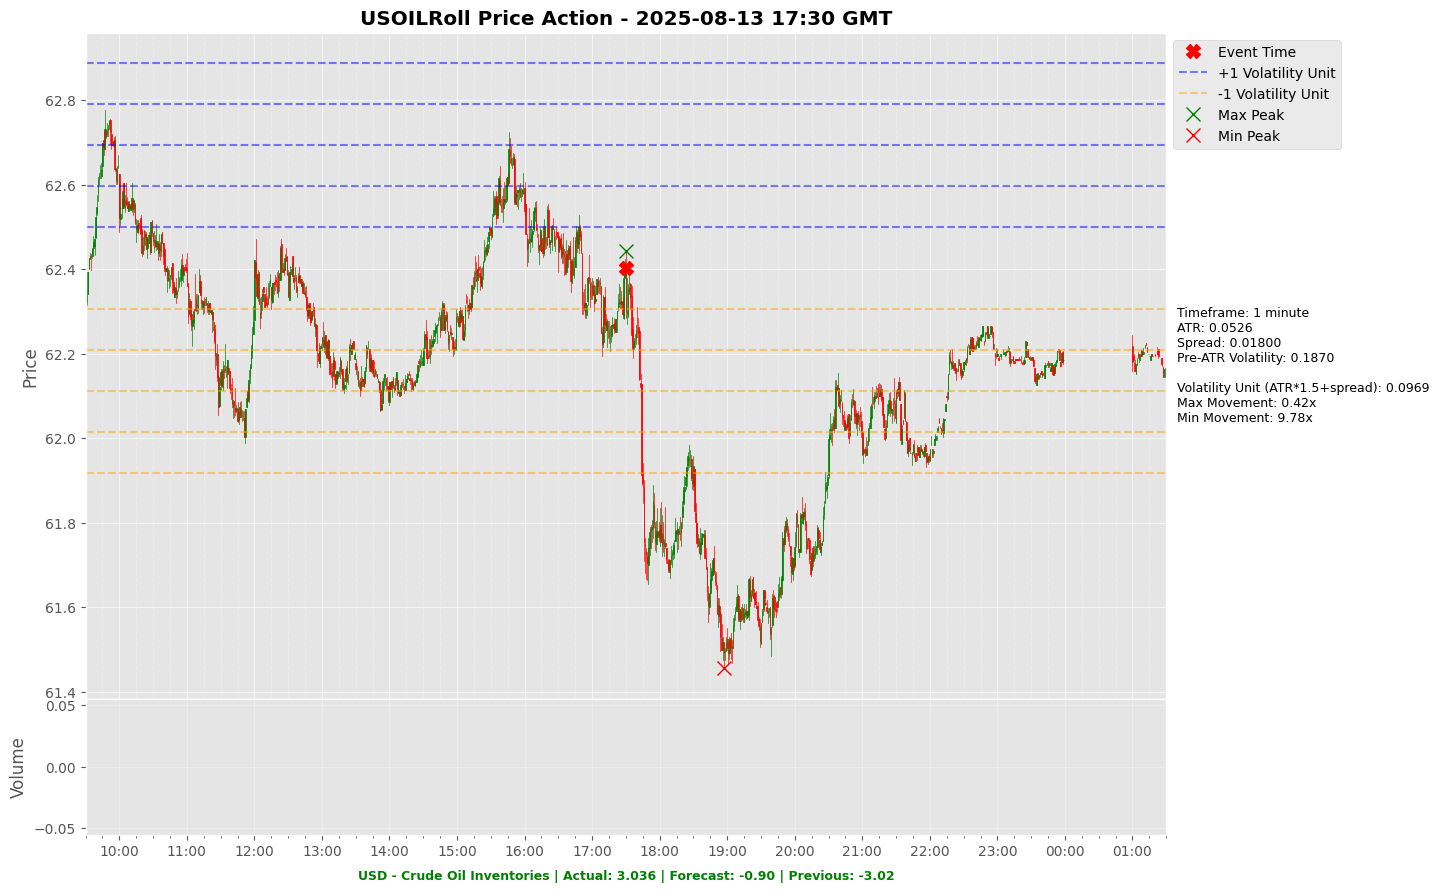 USOILRoll Price Action - 2025-08-13 17:30 GMT
Event Time
+1 Volatility Unit
-1 Volatility Unit
Max Peak
Min Peak
Price
62.8
62.6
62.4
62.2
62.0
61.8
61.6
61.4
Timeframe: 1 minute
ATR: 0.0526
Spread: 0.01800
Pre-ATR Volatility: 0.1870
Volatility Unit (ATR*1.5+spread): 0.0969
Max Movement: 0.42x
Min Movement: 9.78x
Volume
0.05
0.00
−0.05
10:00 11:00 12:00 13:00 14:00 15:00 16:00 17:00 18:00 19:00 20:00 21:00 22:00 23:00 00:00 01:00
USD - Crude Oil Inventories | Actual: 3.036 | Forecast: -0.90 | Previous: -3.02